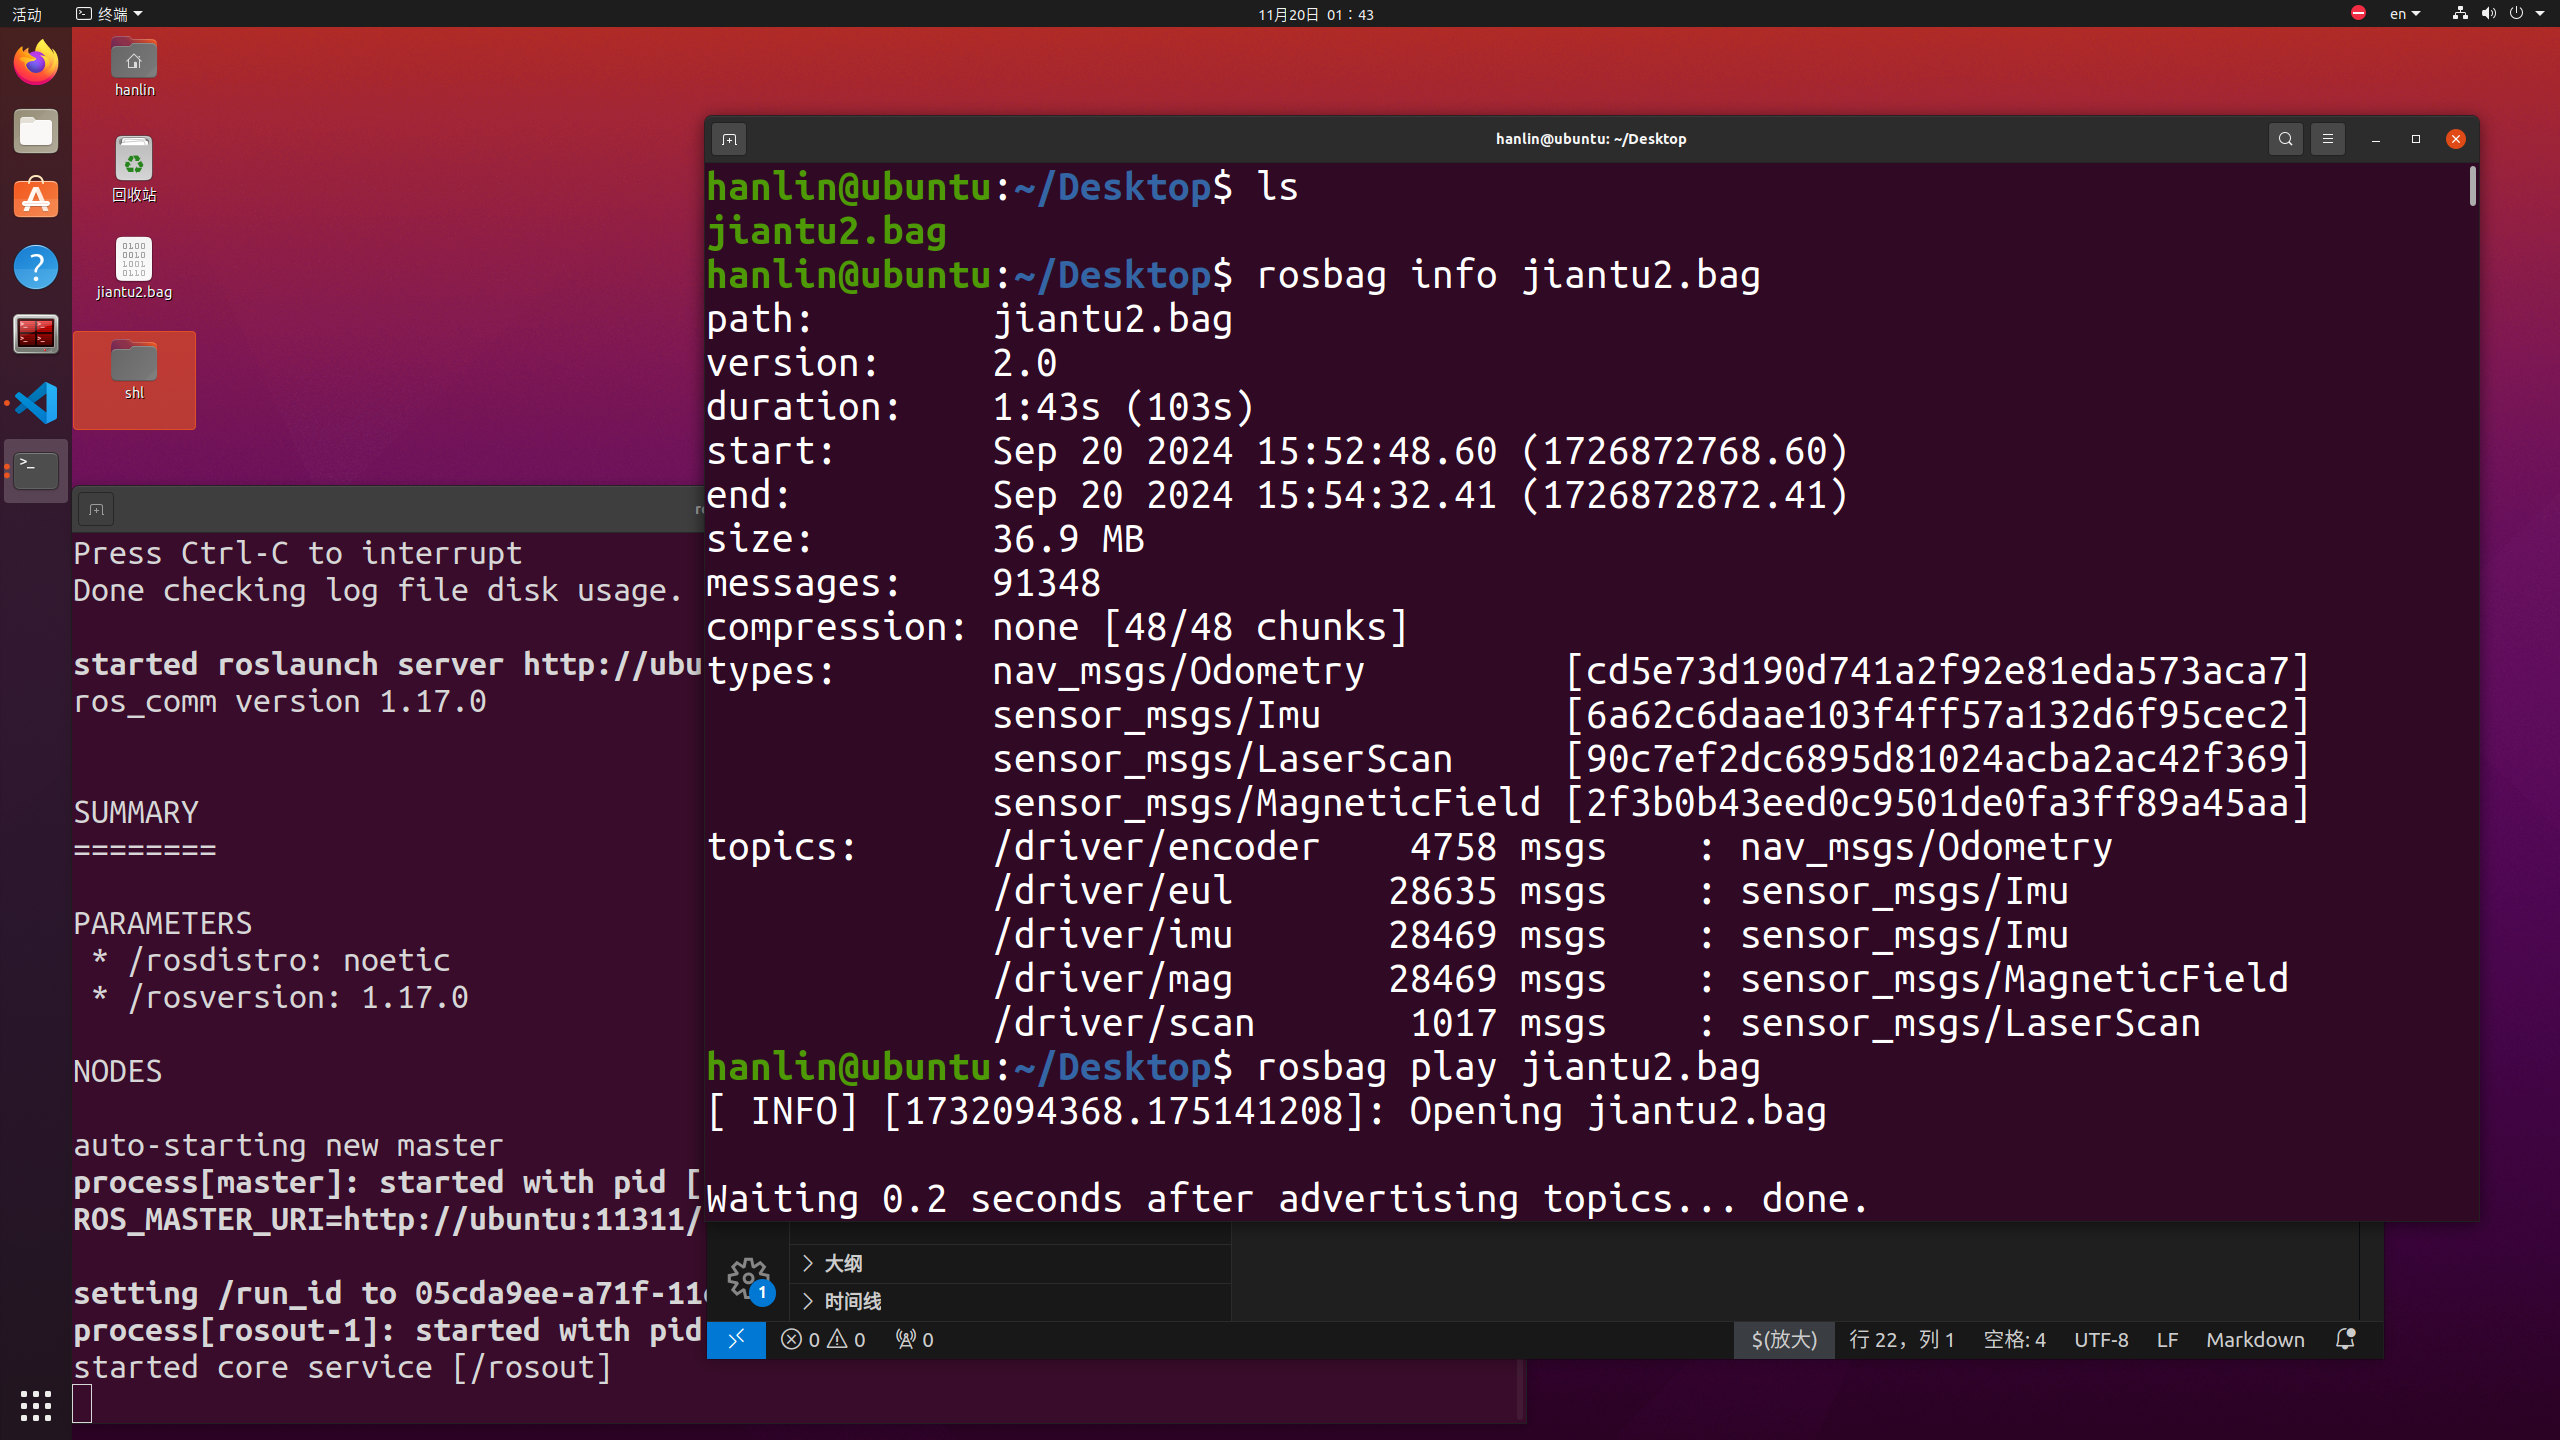 活动
终端
11月20日 01：43
en
hanlin
回收站
0100
0010
1001
0110
jiantu2.bag
shl
hanlin@ubuntu: ~/Desktop
hanlin@ubuntu:~/Desktop$ ls
jiantu2.bag
hanlin@ubuntu:~/Desktop$ rosbag info jiantu2.bag
path:        jiantu2.bag
version:     2.0
duration:    1:43s (103s)
start:       Sep 20 2024 15:52:48.60 (1726872768.60)
end:         Sep 20 2024 15:54:32.41 (1726872872.41)
size:        36.9 MB
messages:    91348
compression: none [48/48 chunks]
types:       nav_msgs/Odometry         [cd5e73d190d741a2f92e81eda573aca7]
             sensor_msgs/Imu           [6a62c6daae103f4ff57a132d6f95cec2]
             sensor_msgs/LaserScan     [90c7ef2dc6895d81024acba2ac42f369]
             sensor_msgs/MagneticField [2f3b0b43eed0c9501de0fa3ff89a45aa]
topics:      /driver/encoder    4758 msgs    : nav_msgs/Odometry
             /driver/eul       28635 msgs    : sensor_msgs/Imu
             /driver/imu       28469 msgs    : sensor_msgs/Imu
             /driver/mag       28469 msgs    : sensor_msgs/MagneticField
             /driver/scan       1017 msgs    : sensor_msgs/LaserScan
hanlin@ubuntu:~/Desktop$ rosbag play jiantu2.bag
[ INFO] [1732094368.175141208]: Opening jiantu2.bag
Waiting 0.2 seconds after advertising topics... done.
Press Ctrl-C to interrupt
Done checking log file disk usage.
started roslaunch server http://ubu
ros_comm version 1.17.0
SUMMARY
========
PARAMETERS
 * /rosdistro: noetic
 * /rosversion: 1.17.0
NODES
auto-starting new master
process[master]: started with pid [
ROS_MASTER_URI=http://ubuntu:11311/
setting /run_id to 05cda9ee-a71f-11
process[rosout-1]: started with pid
started core service [/rosout]
大纲
1
时间线
0 0 0 $(放大) 行 22，列 1 空格: 4 UTF-8 LF Markdown